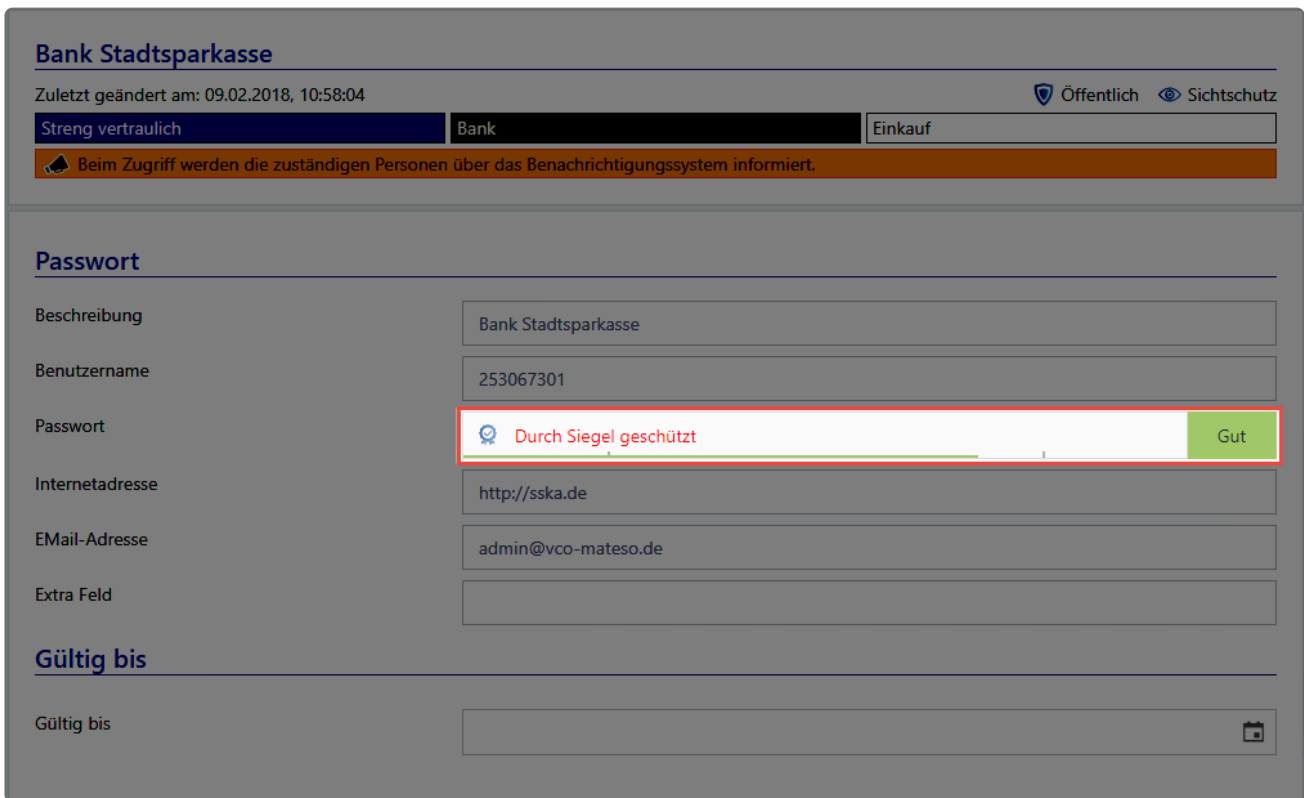 Bank Stadtsparkasse
Zuletzt geändert am: 09.02.2018, 10:58:04 Öffentlich Sichtschutz
Streng vertraulich Bank Einkauf
Beim Zugriff werden die zuständigen Personen über das Benachrichtigungssystem informiert.
Passwort
Beschreibung Bank Stadtsparkasse
Benutzername 253067301
Passwort Durch Siegel geschützt Gut
Internetadresse http://sska.de
EMail-Adresse admin@vco-mateso.de
Extra Feld
Gültig bis
Gültig bis